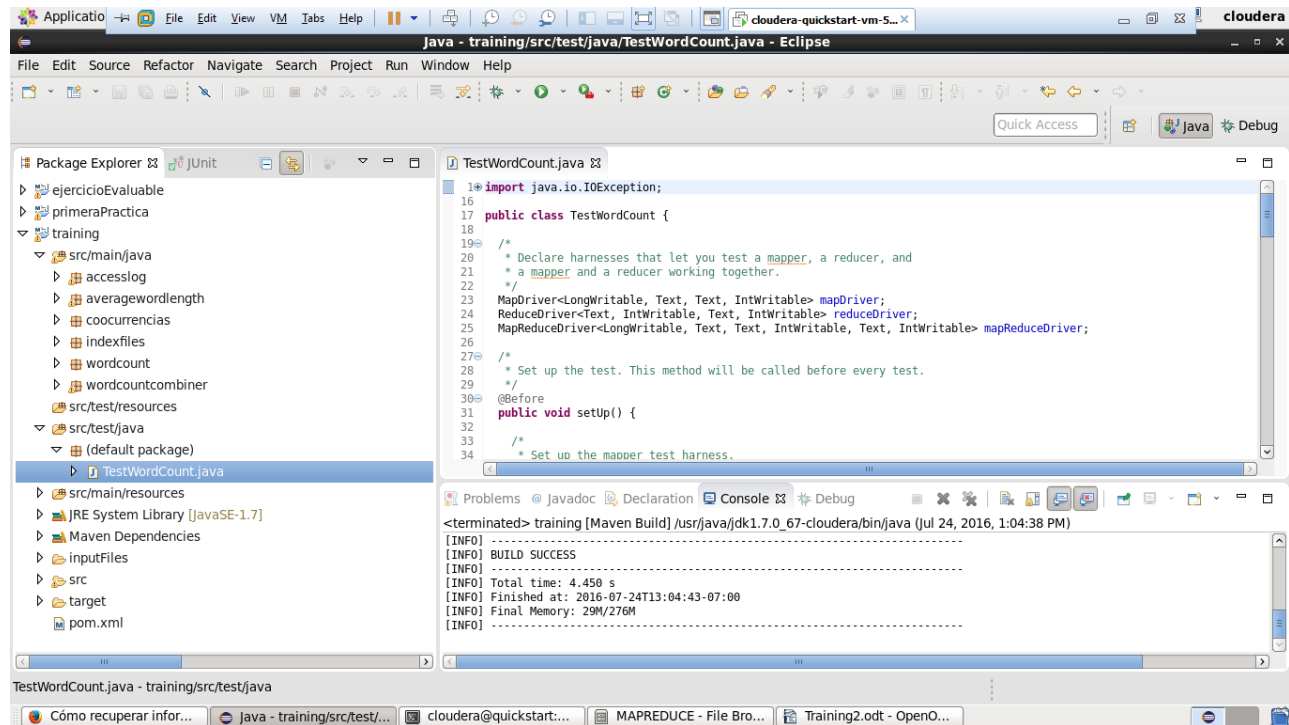 Applicatio File Edit View VM Tabs Help cloudera-quickstart-vm-5... cloudera
Java - training/src/test/java/TestWordCount.java - Eclipse
File Edit Source Refactor Navigate Search Project Run Window Help
Quick Access Java Debug
Package Explorer JUnit
ejercicioEvaluable
primeraPractica
training
src/main/java
accesslog
averagewordlength
coocurrencias
indexfiles
wordcount
wordcountcombiner
src/test/resources
src/test/java
(default package)
TestWordCount.java
src/main/resources
JRE System Library [JavaSE-1.7]
Maven Dependencies
inputFiles
src
target
pom.xml
TestWordCount.java
1 import java.io.IOException;
16
17 public class TestWordCount {
18
19 /*
20 * Declare harnesses that let you test a mapper, a reducer, and
21 * a mapper and a reducer working together.
22 */
23 MapDriver<LongWritable, Text, Text, IntWritable> mapDriver;
24 ReduceDriver<Text, IntWritable, Text, IntWritable> reduceDriver;
25 MapReduceDriver<LongWritable, Text, Text, IntWritable, Text, IntWritable> mapReduceDriver;
26
27 /*
28 * Set up the test. This method will be called before every test.
29 */
30 @Before
31 public void setUp() {
32
33 /*
34 * Set up the mapper test harness.
Problems @ Javadoc Declaration Console Debug
<terminated> training [Maven Build] /usr/java/jdk1.7.0_67-cloudera/bin/java (Jul 24, 2016, 1:04:38 PM)
[INFO] ------------------------------------------------------------------------
[INFO] BUILD SUCCESS
[INFO] ------------------------------------------------------------------------
[INFO] Total time: 4.450 s
[INFO] Finished at: 2016-07-24T13:04:43-07:00
[INFO] Final Memory: 29M/276M
[INFO] ------------------------------------------------------------------------
TestWordCount.java - training/src/test/java
Cómo recuperar infor... Java - training/src/test/... cloudera@quickstart:... MAPREDUCE - File Bro... Training2.odt - OpenO...